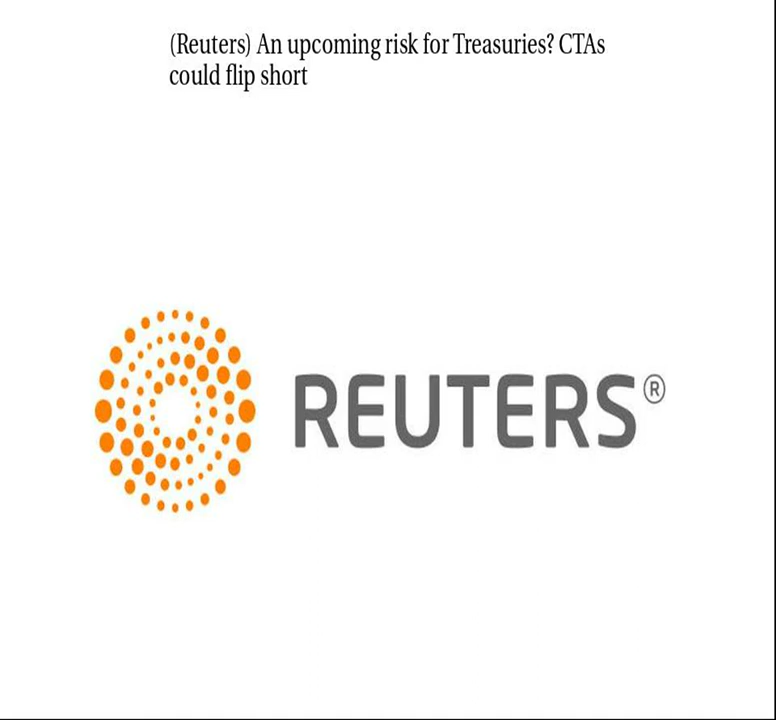 (Reuters) An upcoming risk for Treasuries? CTAs
could flip short
REUTERS®